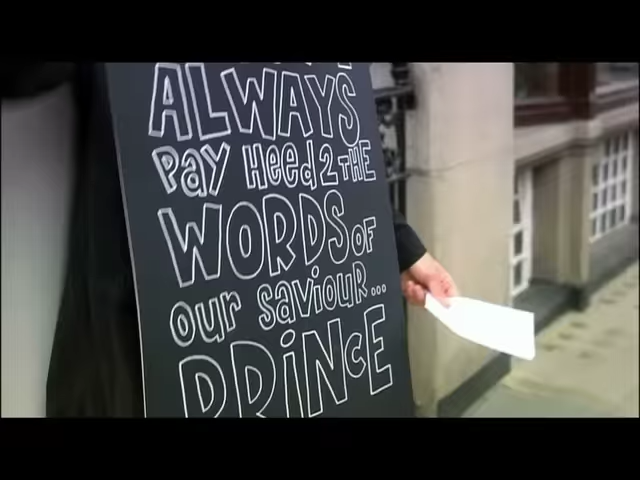 ALWAYS
PAY HEED 2 THE
WORDS OF
OUR SAVIOUR...
PRINCE